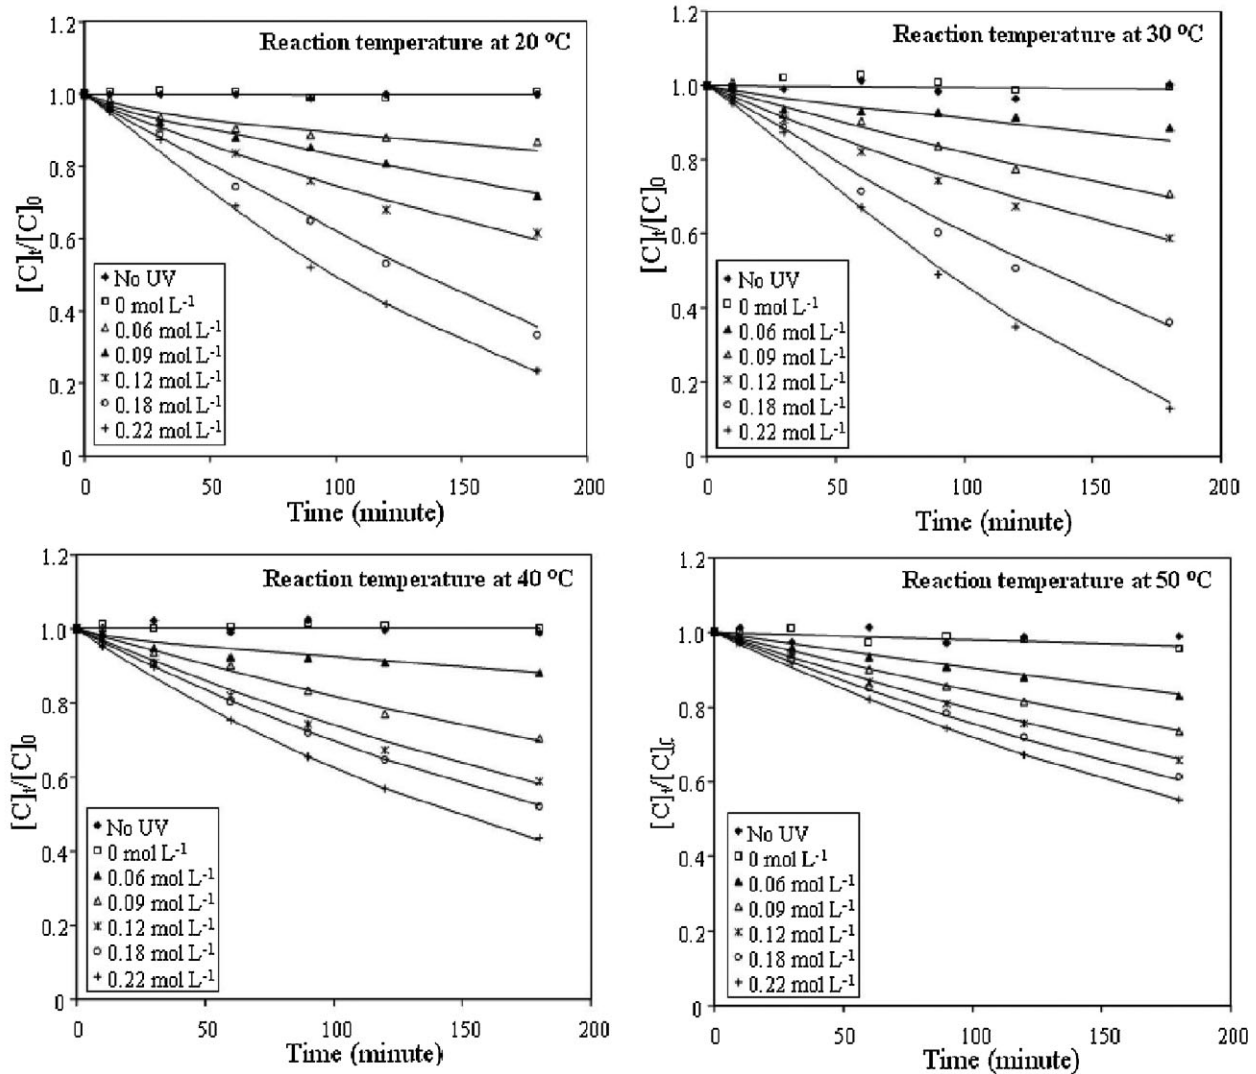 Reaction temperature at 20 °C
[C]t/[C]0
1.2
1.0
0.8
0.6
0.4
0.2
0
No UV
0 mol L-1
0.06 mol L-1
0.09 mol L-1
0.12 mol L-1
0.18 mol L-1
0.22 mol L-1
0 50 100 150 200
Time (minute)
Reaction temperature at 30 °C
[C]t/[C]0
1.2
1.0
0.8
0.6
0.4
0.2
0
No UV
0 mol L-1
0.06 mol L-1
0.09 mol L-1
0.12 mol L-1
0.18 mol L-1
0.22 mol L-1
0 50 100 150 200
Time (minute)
Reaction temperature at 40 °C
[C]t/[C]0
1.2
1.0
0.8
0.6
0.4
0.2
0
No UV
0 mol L-1
0.06 mol L-1
0.09 mol L-1
0.12 mol L-1
0.18 mol L-1
0.22 mol L-1
0 50 100 150 200
Time (minute)
Reaction temperature at 50 °C
[C]t/[C]0
1.2
1.0
0.8
0.6
0.4
0.2
0
No UV
0 mol L-1
0.06 mol L-1
0.09 mol L-1
0.12 mol L-1
0.18 mol L-1
0.22 mol L-1
0 50 100 150 200
Time (minute)